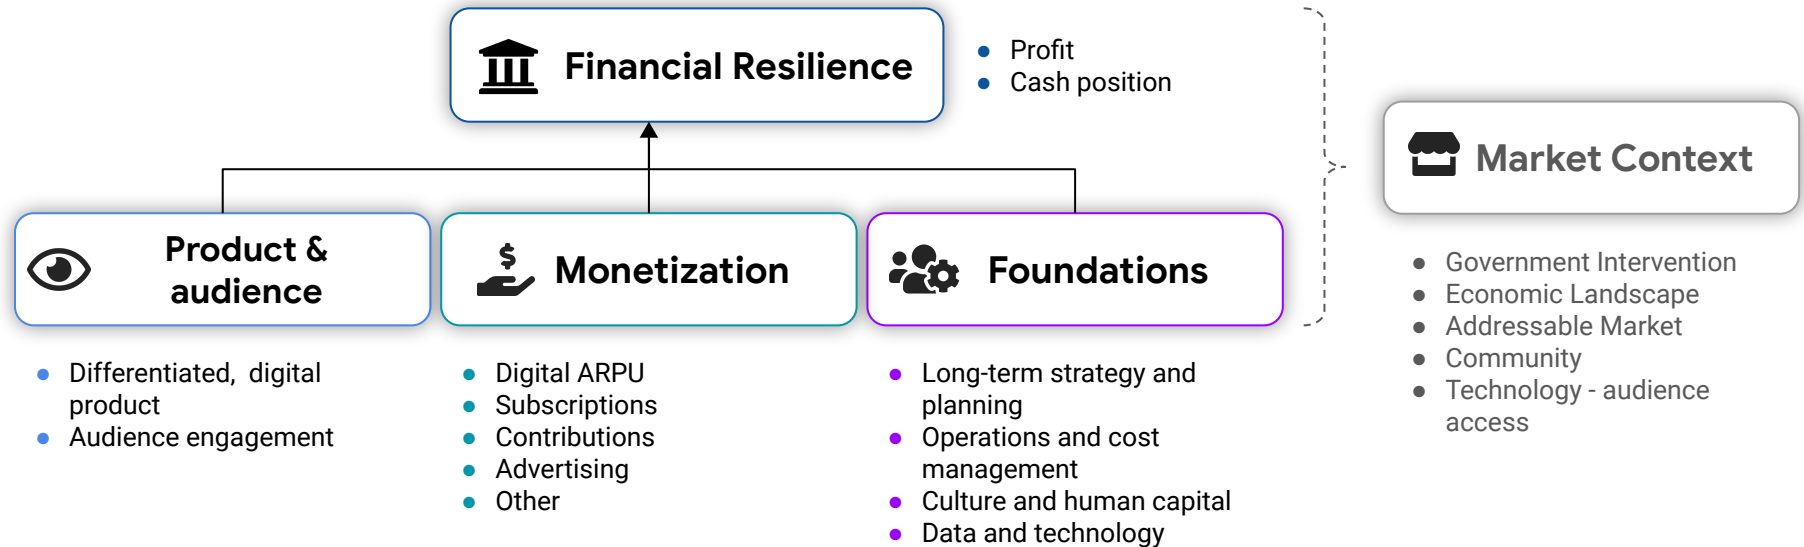 Financial Resilience
● Profit
● Cash position
Product &
audience
● Differentiated, digital
product
● Audience engagement
$
Monetization
● Digital ARPU
● Subscriptions
● Contributions
● Advertising
● Other
Foundations
● Long-term strategy and
planning
● Operations and cost
management
● Culture and human capital
● Data and technology
Market Context
● Government Intervention
● Economic Landscape
● Addressable Market
● Community
● Technology - audience
access